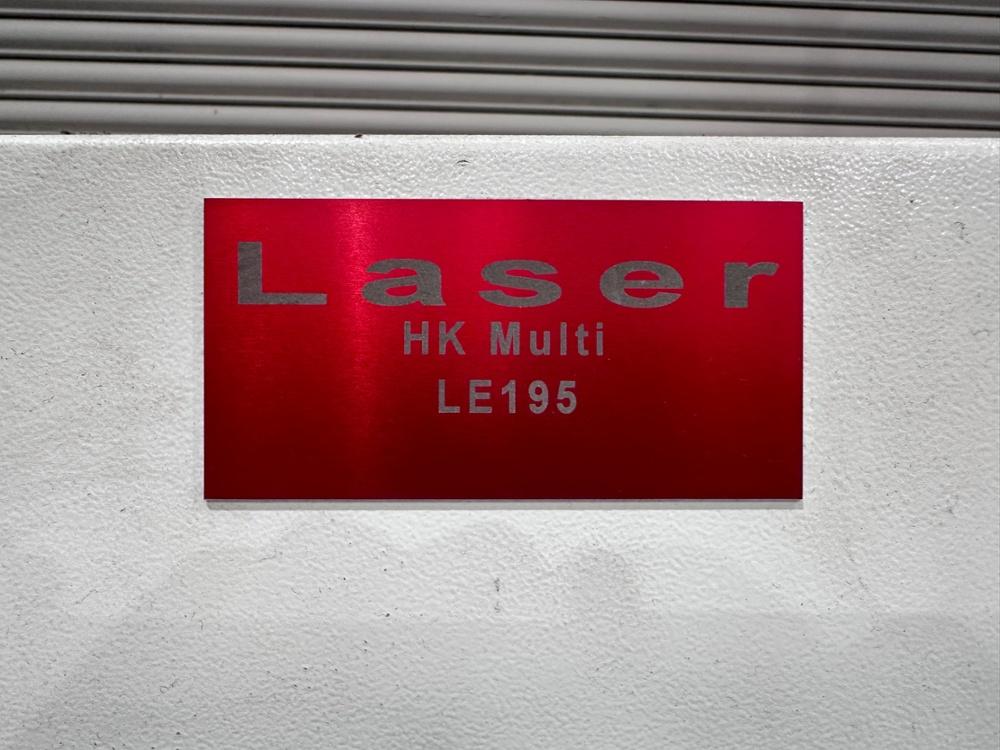 Laser
HK Multi
LE195